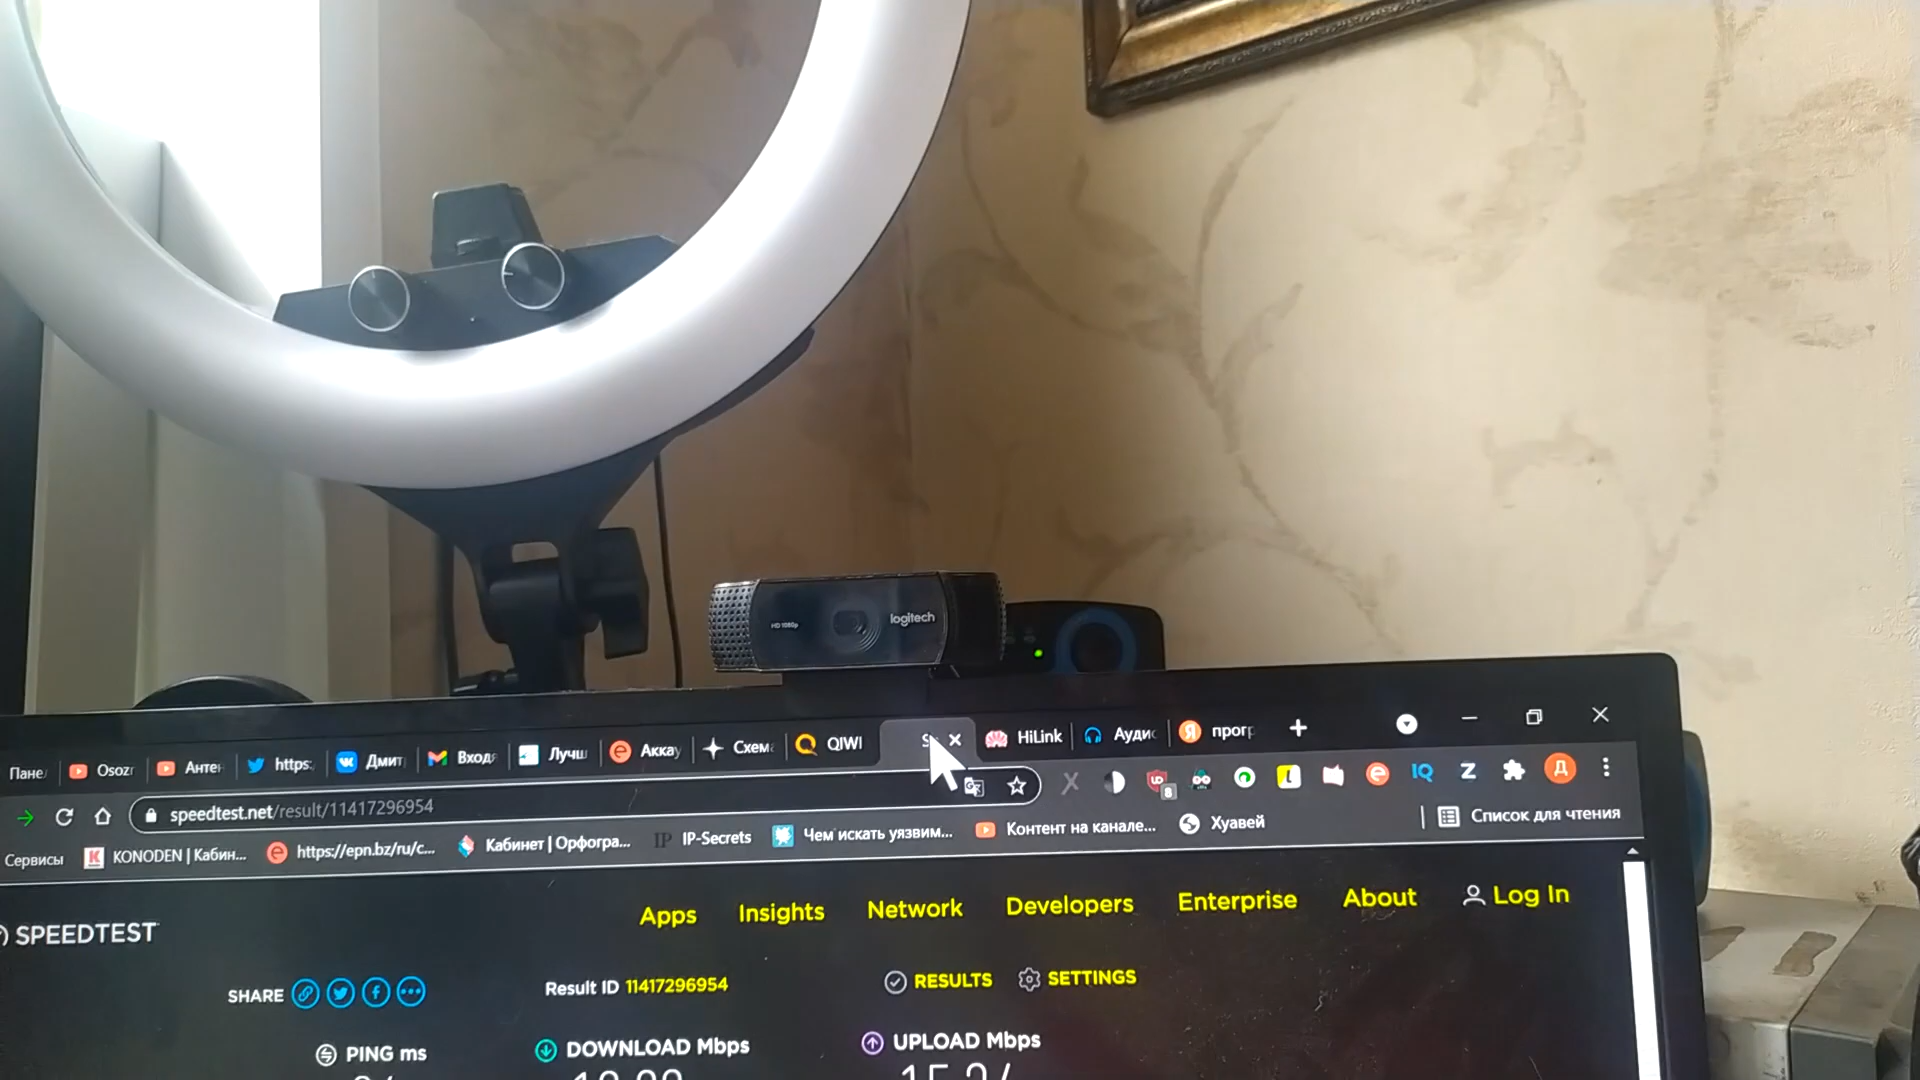 HD 1080p
logitech
Пане Osozr Антен https: Дмит Входя Лучш Аккау Схема QIWI HiLink Аудис прогр
speedtest.net/result/11417296954
Сервисы KONODEN | Кабин... https://epn.bz/ru/c... Кабинет | Орфогра... IP-Secrets Чем искать уязвим... Контент на канале... Хуавей Список для чтения
SPEEDTEST Apps Insights Network Developers Enterprise About Log In
SHARE Result ID 11417296954 RESULTS SETTINGS
PING ms DOWNLOAD Mbps UPLOAD Mbps